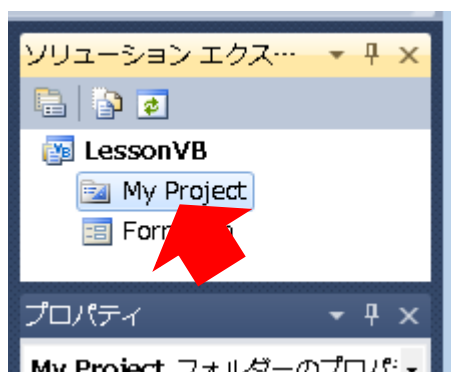 ソリューション エクス…
LessonVB
My Project
For
プロパティ
My Project フォルダーのプロパ